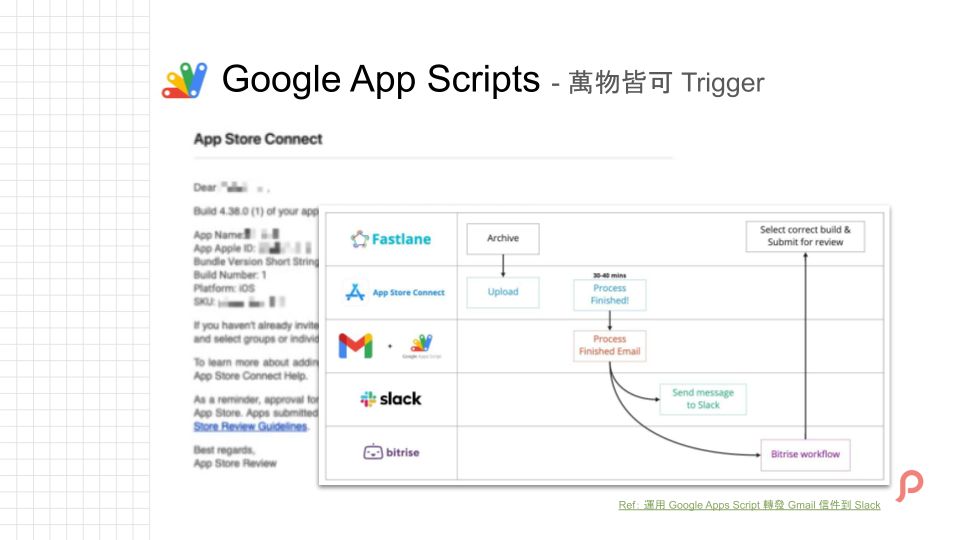 Google App Scripts - 萬物皆可 Trigger
App Store Connect
Dear
Build 4.38.0 (1) of your app
App Name:
App Apple ID:
Bundle Version Short String
Build Number: 1
Platform: iOS
SKU:
If you haven't already invite
and select groups or individ
To learn more about addin
App Store Connect Help.
As a reminder, approval for
App Store. Apps submitted
Store Review Guidelines.
Best regards,
App Store Review
Fastlane
Archive
Select correct build &
Submit for review
App Store Connect
Upload
30-40 mins
Process
Finished!
+
Google Apps Script
Process
Finished Email
slack
Send message
to Slack
bitrise
Bitrise workflow
Ref: 運用 Google Apps Script 轉發 Gmail 信件到 Slack